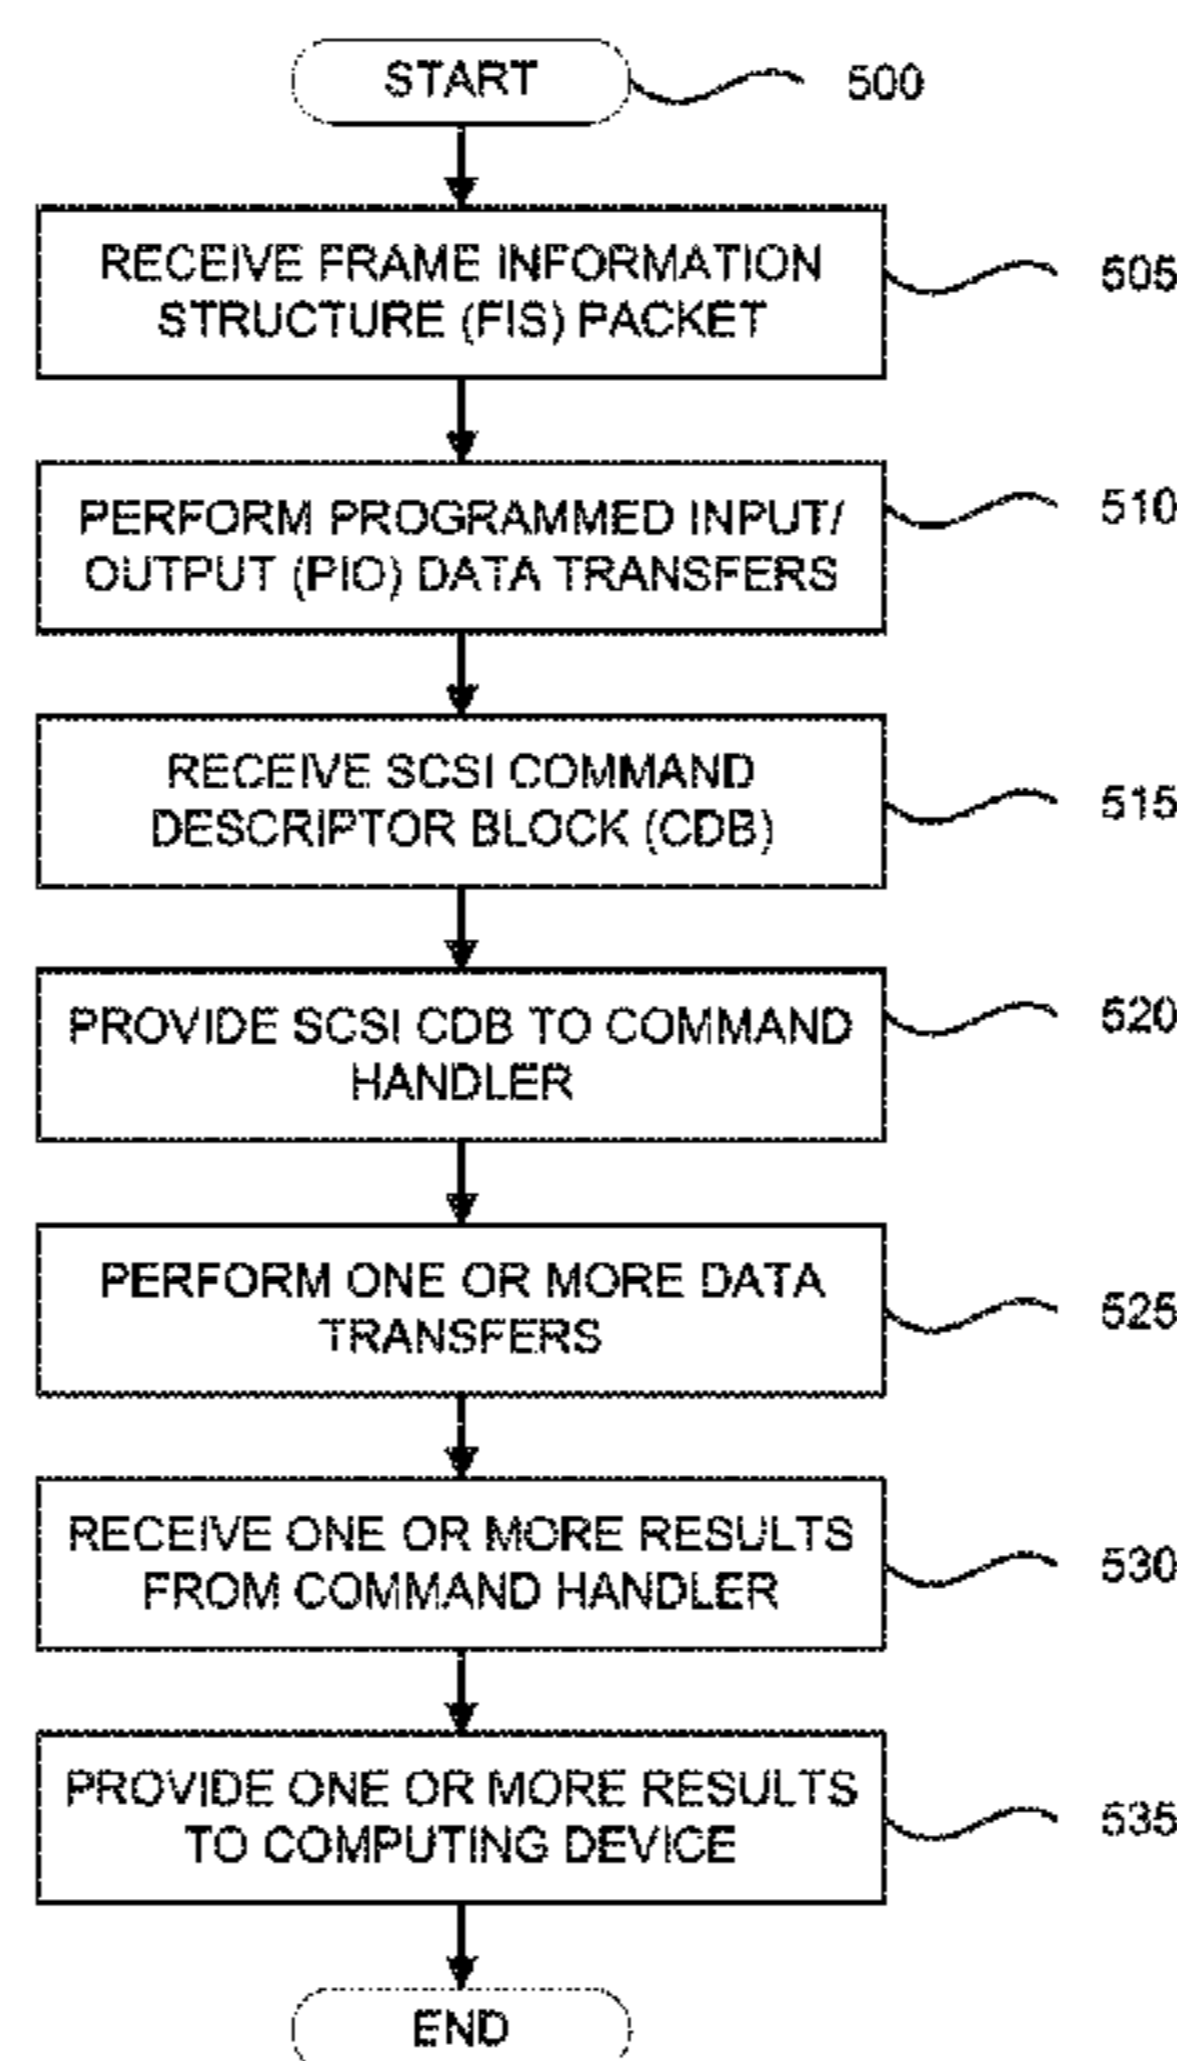 START
500
RECEIVE FRAME INFORMATION
STRUCTURE (FIS) PACKET
505
PERFORM PROGRAMMED INPUT/
OUTPUT (PIO) DATA TRANSFERS
510
RECEIVE SCSI COMMAND
DESCRIPTOR BLOCK (CDB)
515
PROVIDE SCSI CDB TO COMMAND
HANDLER
520
PERFORM ONE OR MORE DATA
TRANSFERS
525
RECEIVE ONE OR MORE RESULTS
FROM COMMAND HANDLER
530
PROVIDE ONE OR MORE RESULTS
TO COMPUTING DEVICE
535
END